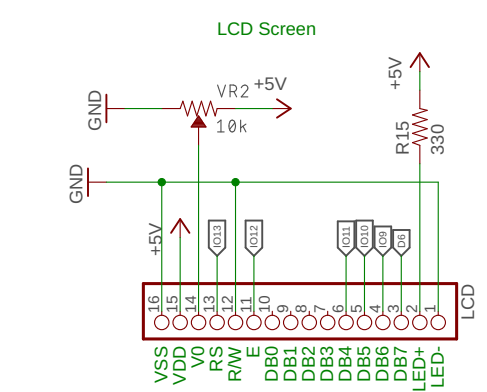 LCD Screen
GND
VR2
+5V
10k
+5V
R15
330
GND
+5V
IO13
IO12
IO11
IO10
IO9
D6
LCD
16 15 14 13 12 11 10 9 8 7 6 5 4 3 2 1
VSS VDD V0 RS R/W E DB0 DB1 DB2 DB3 DB4 DB5 DB6 DB7 LED+ LED-